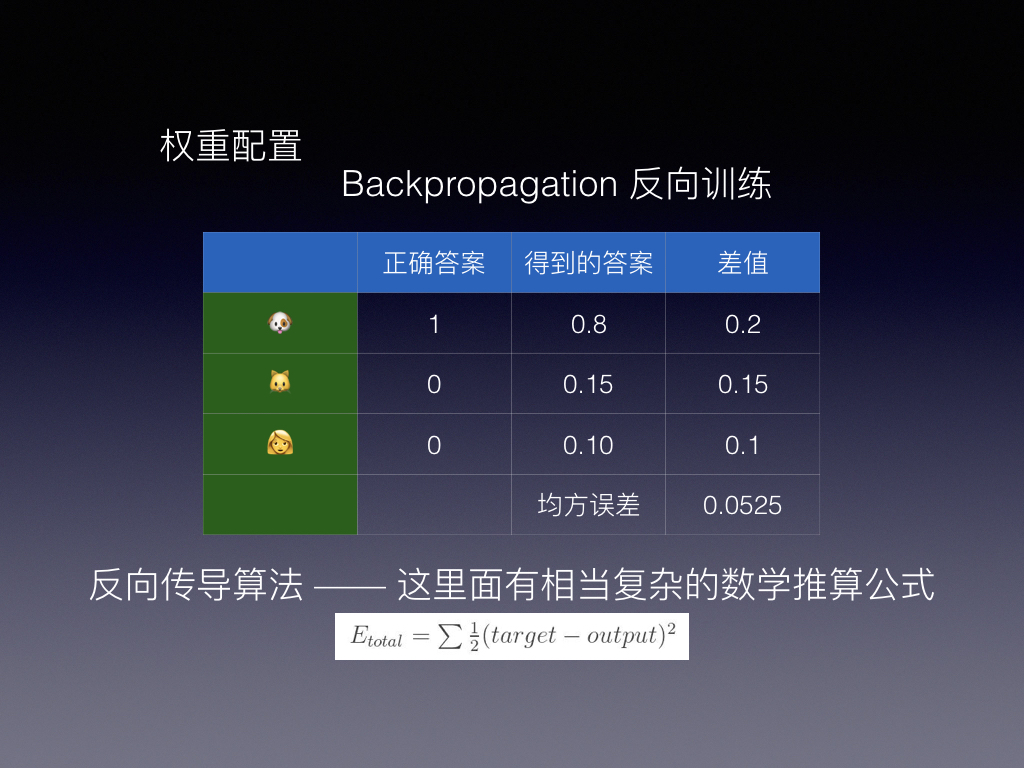 权重配置
Backpropagation 反向训练
正确答案 得到的答案 差值
🐶 1 0.8 0.2
🐱 0 0.15 0.15
👩 0 0.10 0.1
均方误差 0.0525
反向传导算法 —— 这里面有相当复杂的数学推算公式
E_{total} = ∑ \frac{1}{2}(target − output)^2